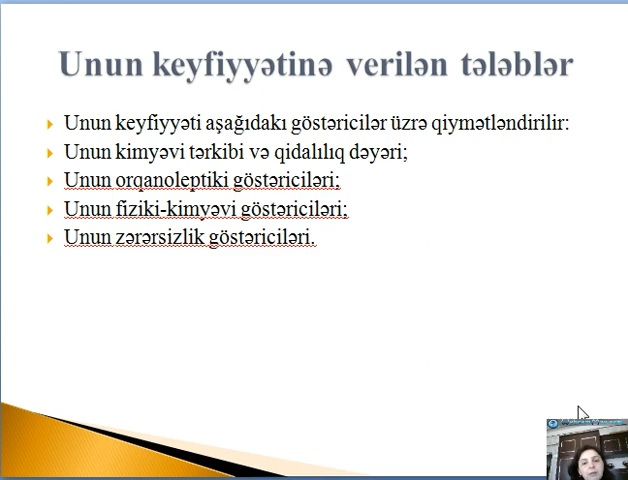 Unun keyfiyyətinə verilən tələblər
Unun keyfiyyəti aşağıdakı göstəricilər üzrə qiymətləndirilir:
Unun kimyəvi tərkibi və qidalılıq dəyəri;
Unun orqanoleptiki göstəriciləri;
Unun fiziki-kimyəvi göstəriciləri;
Unun zərərsizlik göstəriciləri.